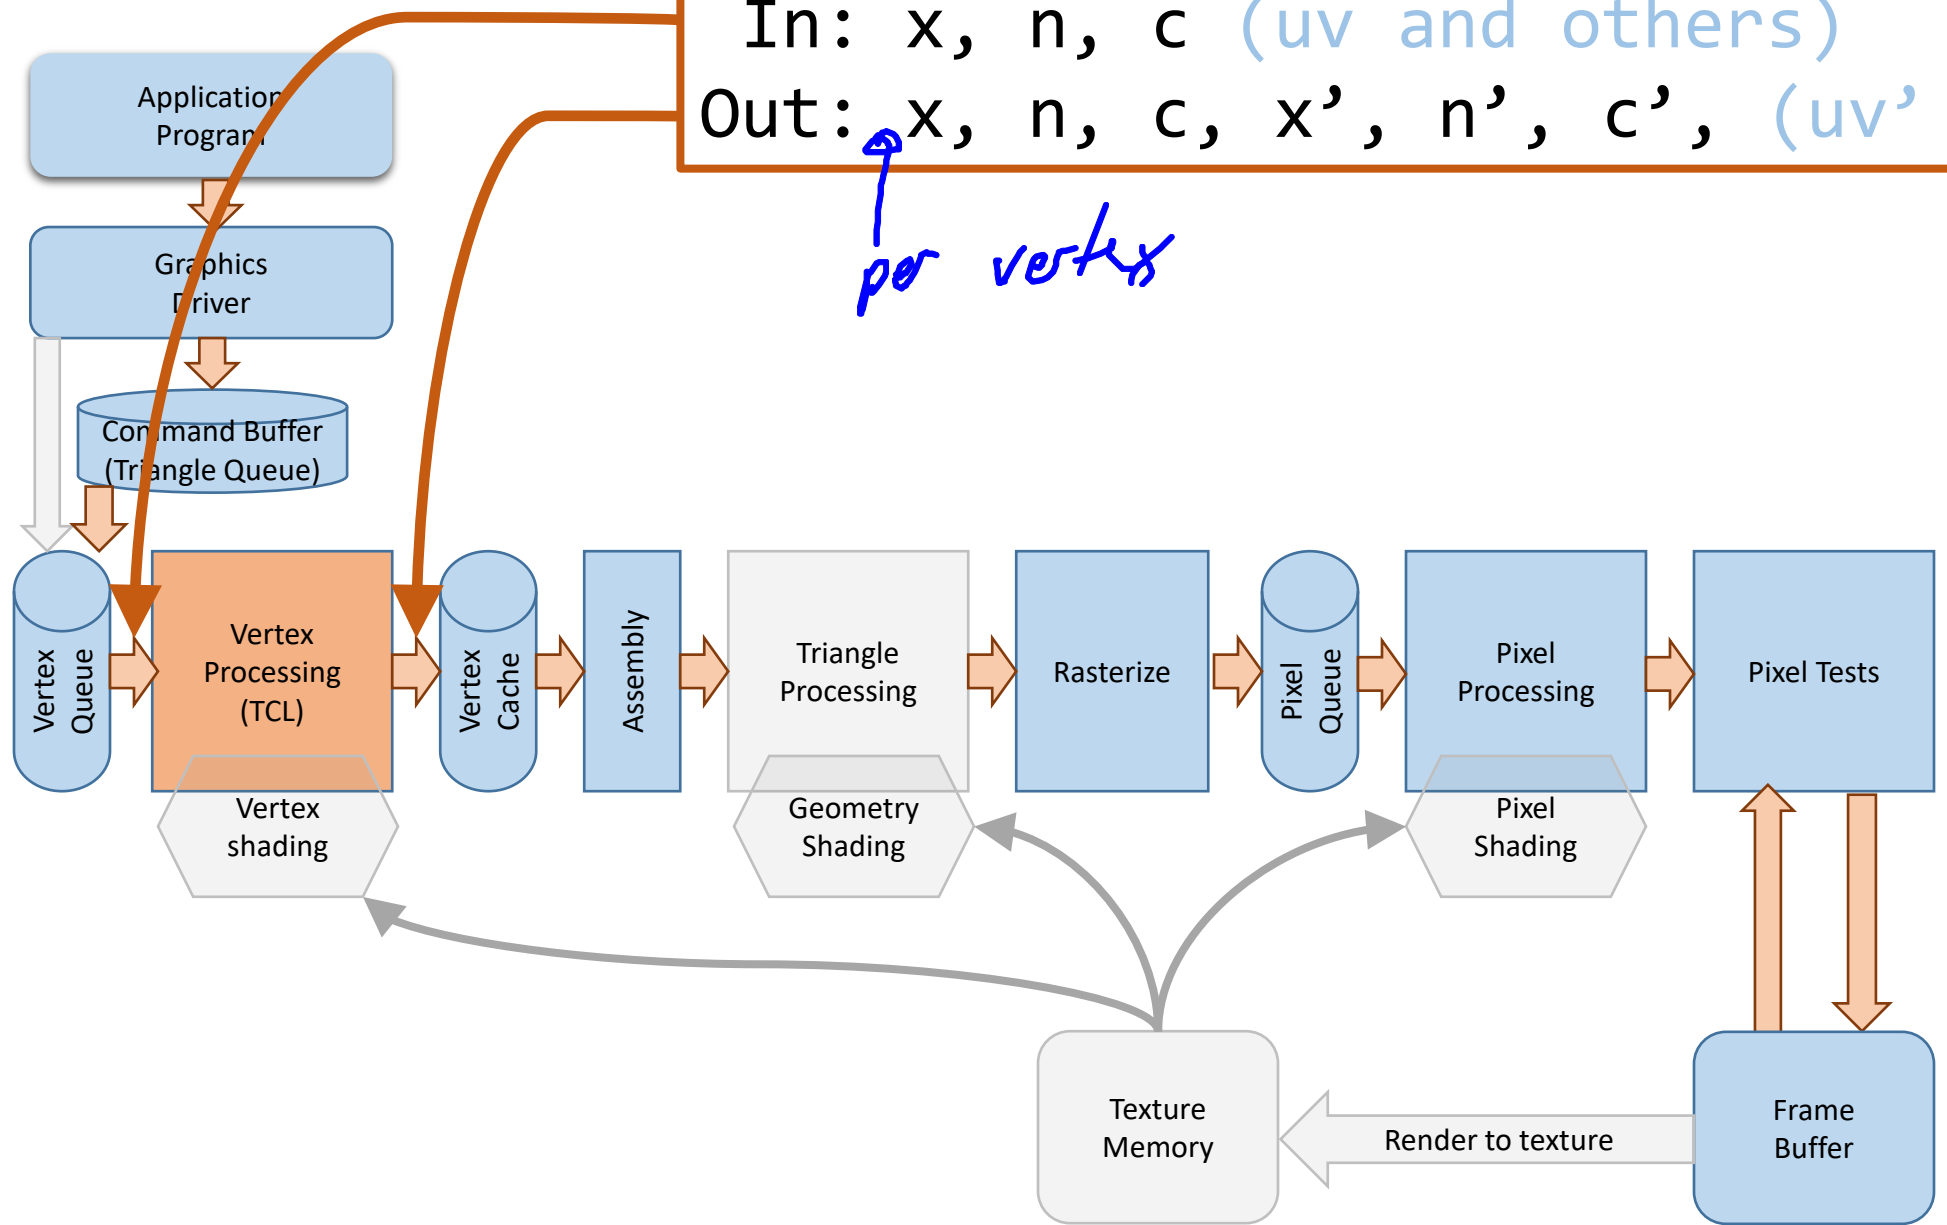 In: x, n, c (uv and others)
Out: x, n, c, x’, n’, c’, (uv’
per vertex
Application
Program
Graphics
Driver
Command Buffer
(Triangle Queue)
Vertex
Queue
Vertex
Processing
(TCL)
Vertex
Cache
Assembly
Triangle
Processing
Rasterize
Pixel
Queue
Pixel
Processing
Pixel Tests
Vertex
shading
Geometry
Shading
Pixel
Shading
Texture
Memory
Render to texture
Frame
Buffer